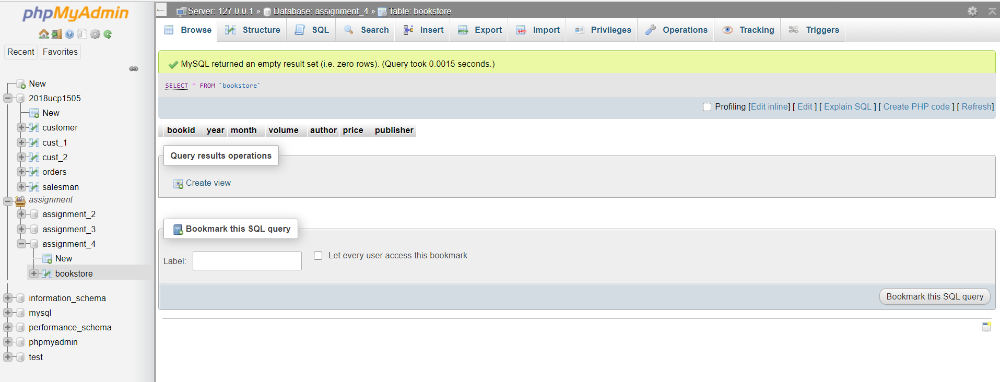 phpMyAdmin
Recent Favorites
New
2018ucp1505
New
customer
cust_1
cust_2
orders
salesman
assignment
assignment_2
assignment_3
assignment_4
New
bookstore
information_schema
mysql
performance_schema
phpmyadmin
test
Server: 127.0.0.1 » Database: assignment_4 » Table: bookstore
Browse Structure SQL Search Insert Export Import Privileges Operations Tracking Triggers
MySQL returned an empty result set (i.e. zero rows). (Query took 0.0015 seconds.)
SELECT * FROM `bookstore`
Profiling [Edit inline] [ Edit ] [ Explain SQL ] [ Create PHP code ] [ Refresh]
bookid year month volume author price publisher
Query results operations
Create view
Bookmark this SQL query
Label: Let every user access this bookmark
Bookmark this SQL query